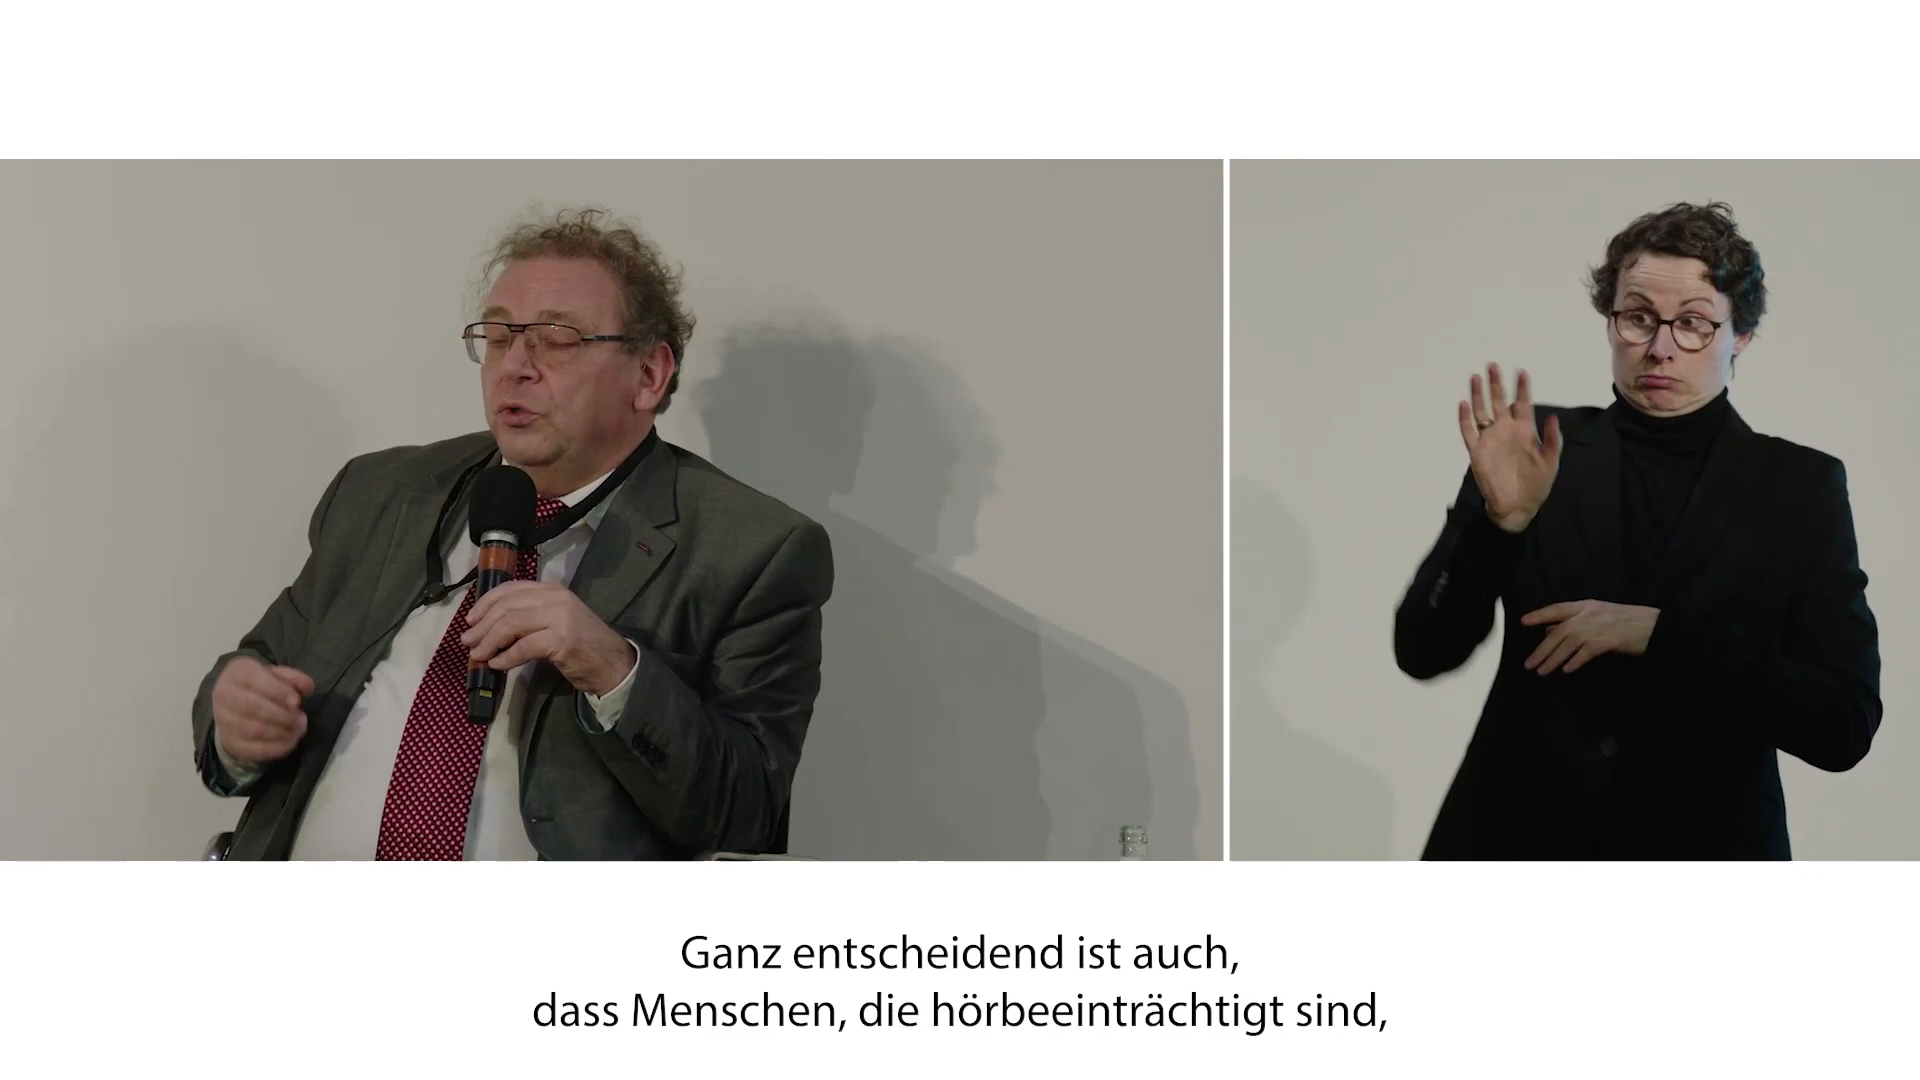 Ganz entscheidend ist auch,
dass Menschen, die hörbeeinträchtigt sind,